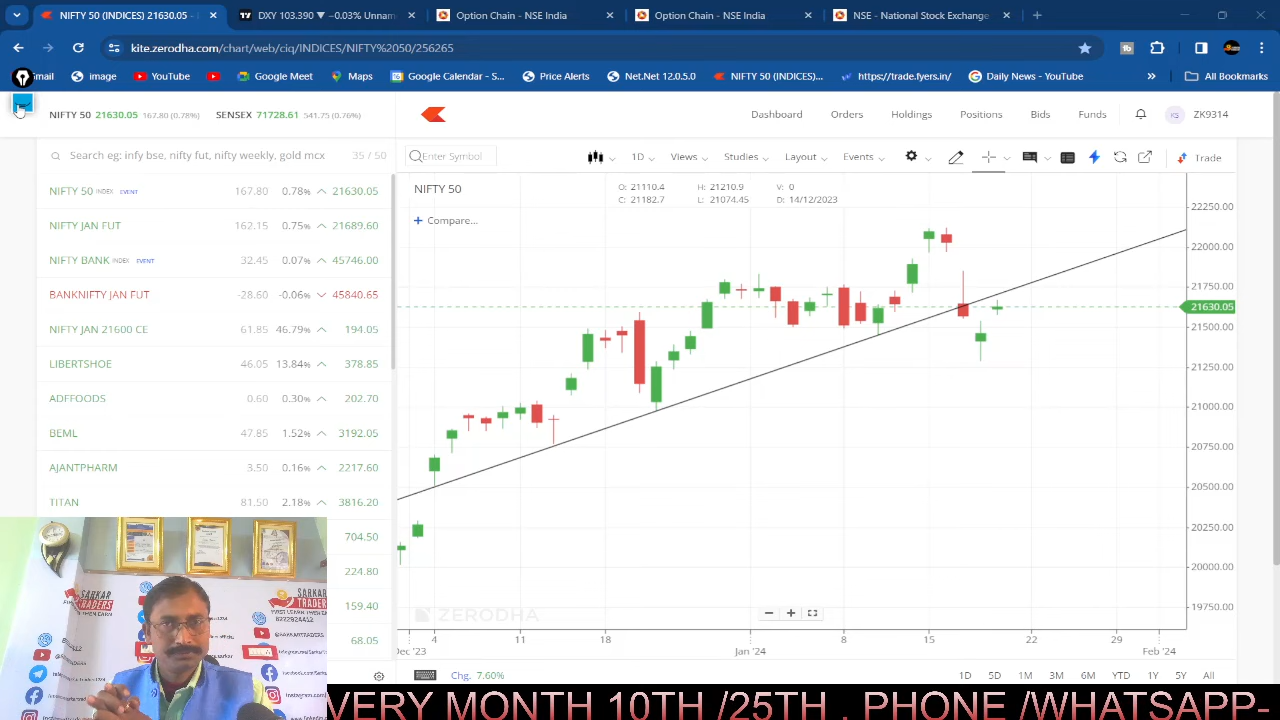 NIFTY 50 (INDICES) 21630.05 -
DXY 103.390 ▼ −0.03% Unnam
Option Chain - NSE India
Option Chain - NSE India
NSE - National Stock Exchange
kite.zerodha.com/chart/web/ciq/INDICES/NIFTY%2050/256265
Gmail image YouTube Google Meet Maps Google Calendar - S... Price Alerts Net.Net 12.0.5.0 NIFTY 50 (INDICES)... https://trade.fyers.in/ Daily News - YouTube All Bookmarks
NIFTY 50 21630.05 167.80 (0.78%) SENSEX 71728.61 541.75 (0.76%)
Dashboard Orders Holdings Positions Bids Funds KS ZK9314
Search eg: infy bse, nifty fut, nifty weekly, gold mcx 35 / 50
NIFTY 50 INDEX EVENT 167.80 0.78% 21630.05
NIFTY JAN FUT 162.15 0.75% 21689.60
NIFTY BANK INDEX EVENT 32.45 0.07% 45746.00
BANKNIFTY JAN FUT -28.60 -0.06% 45840.65
NIFTY JAN 21600 CE 61.85 46.79% 194.05
LIBERTSHOE 46.05 13.84% 378.85
ADFFOODS 0.60 0.30% 202.70
BEML 47.85 1.52% 3192.05
AJANTPHARM 3.50 0.16% 2217.60
TITAN 81.50 2.18% 3816.20
704.50
224.80
159.40
68.05
Enter Symbol 1D Views Studies Layout Events Trade
NIFTY 50
O: 21110.4 H: 21210.9 V: 0
C: 21182.7 L: 21074.45 D: 14/12/2023
+ Compare...
22250.00
22000.00
21750.00
21630.05
21500.00
21250.00
21000.00
20750.00
20500.00
20250.00
20000.00
19750.00
ZERODHA
4 11 18 8 15 22 29
Dec '23 Jan '24 Feb '24
Chg. 7.60%
1D 5D 1M 3M 6M YTD 1Y 5Y All
SARKAR
TRADERS
SARKAR
TRADERS
VERY MONTH 10TH /25TH . PHONE /WHATSAPP-